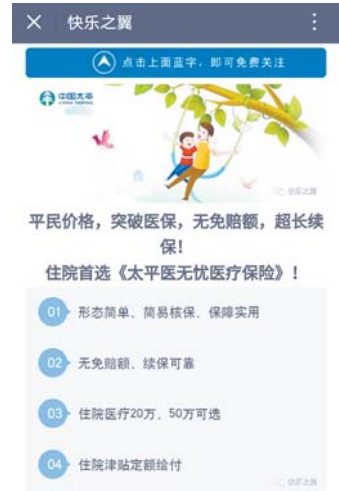 快乐之翼
点击上面蓝字，即可免费关注
中国太平
CHINA TAIPING
快乐之翼
平民价格，突破医保，无免赔额，超长续
保！
住院首选《太平医无忧医疗保险》！
01 形态简单、简易核保、保障实用
02 无免赔额、续保可靠
03 住院医疗20万、50万可选
04 住院津贴定额给付
快乐之翼